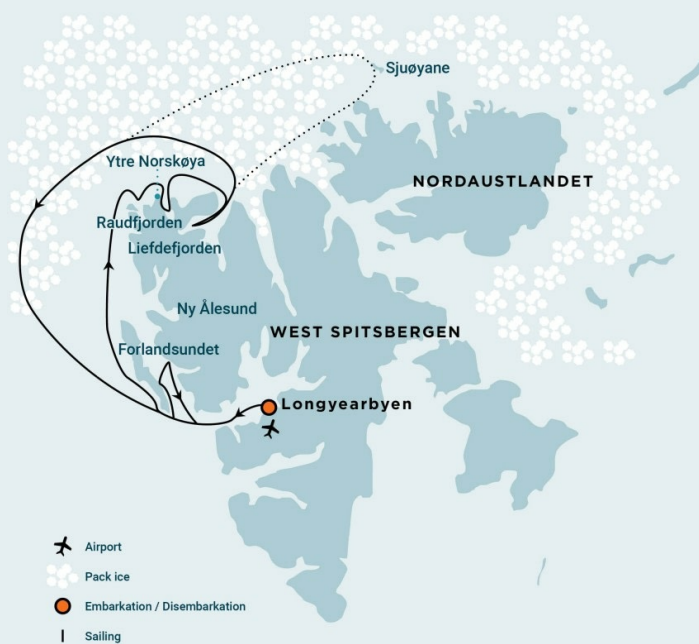 Sjuøyane
Ytre Norskøya
NORDAUSTLANDET
Raudfjorden
Liefdefjorden
Ny Ålesund
WEST SPITSBERGEN
Forlandsundet
Longyearbyen
Airport
Pack ice
Embarkation / Disembarkation
Sailing